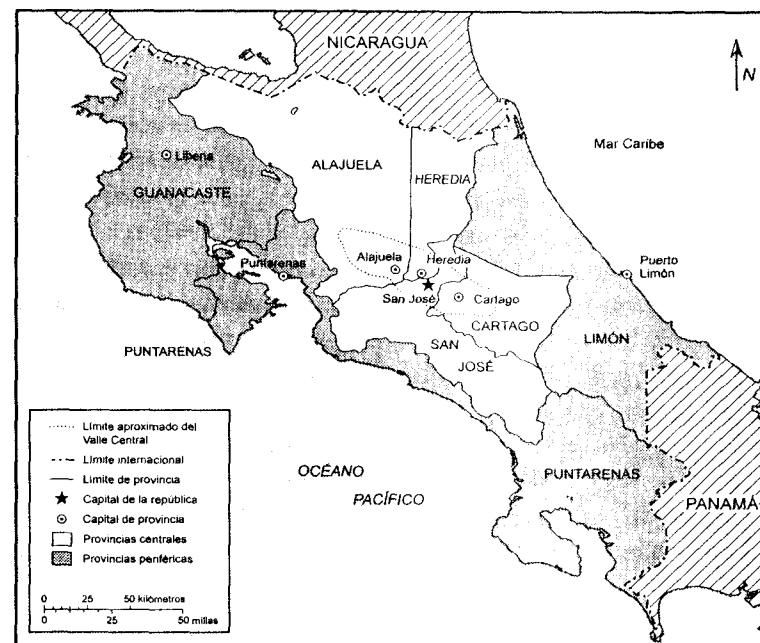 NICARAGUA
N
Mar Caribe
ALAJUELA
HEREDIA
Liberia
GUANACASTE
Alajuela
Heredia
Puntarenas
Puerto
Limón
San José
Cartago
CARTAGO
LIMÓN
SAN
JOSÉ
PUNTARENAS
PUNTARENAS
PANAMÁ
OCÉANO
PACÍFICO
Límite aproximado del
Valle Central
Límite internacional
Límite de provincia
Capital de la república
Capital de provincia
Provincias centrales
Provincias periféricas
0 25 50 kilómetros
0 25 50 millas